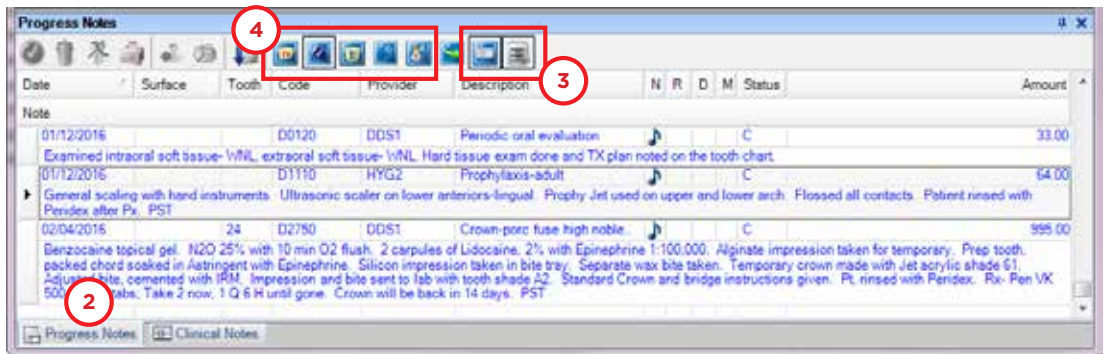 Progress Notes
4
3
Date Surface Tooth Code Provider Description N R D M Status Amount
Note
01/12/2016 D0120 DDS1 Periodic oral evaluation C 33.00
Examined intraoral soft tissue- WNL, extraoral soft tissue- WNL. Hard tissue exam done and TX plan noted on the tooth chart.
01/12/2016 D1110 HYG2 Prophylaxis-adult C 64.00
General scaling with hand instruments. Ultrasonic scaler on lower anteriors-lingual. Prophy Jet used on upper and lower arch. Flossed all contacts. Patient rinsed with
Peridex after Px. PST
02/04/2016 24 D2750 DDS1 Crown-porc fuse high noble.. C 995.00
Benzocaine topical gel. N2O 25% with 10 min O2 flush. 2 carpules of Lidocaine, 2% with Epinephrine 1:100,000. Alginate impression taken for temporary. Prep tooth,
packed chord soaked in Astringent with Epinephrine. Silicon impression taken in bite tray. Separate wax bite taken. Temporary crown made with Jet acrylic shade 61.
Adjusted bite, cemented with IRM. Impression and bite sent to lab with tooth shade A2. Standard Crown and bridge instructions given. Pt. rinsed with Peridex. Rx- Pen VK
500 tabs; Take 2 now, 1 Q 6 H until gone. Crown will be back in 14 days. PST
2
Progress Notes Clinical Notes